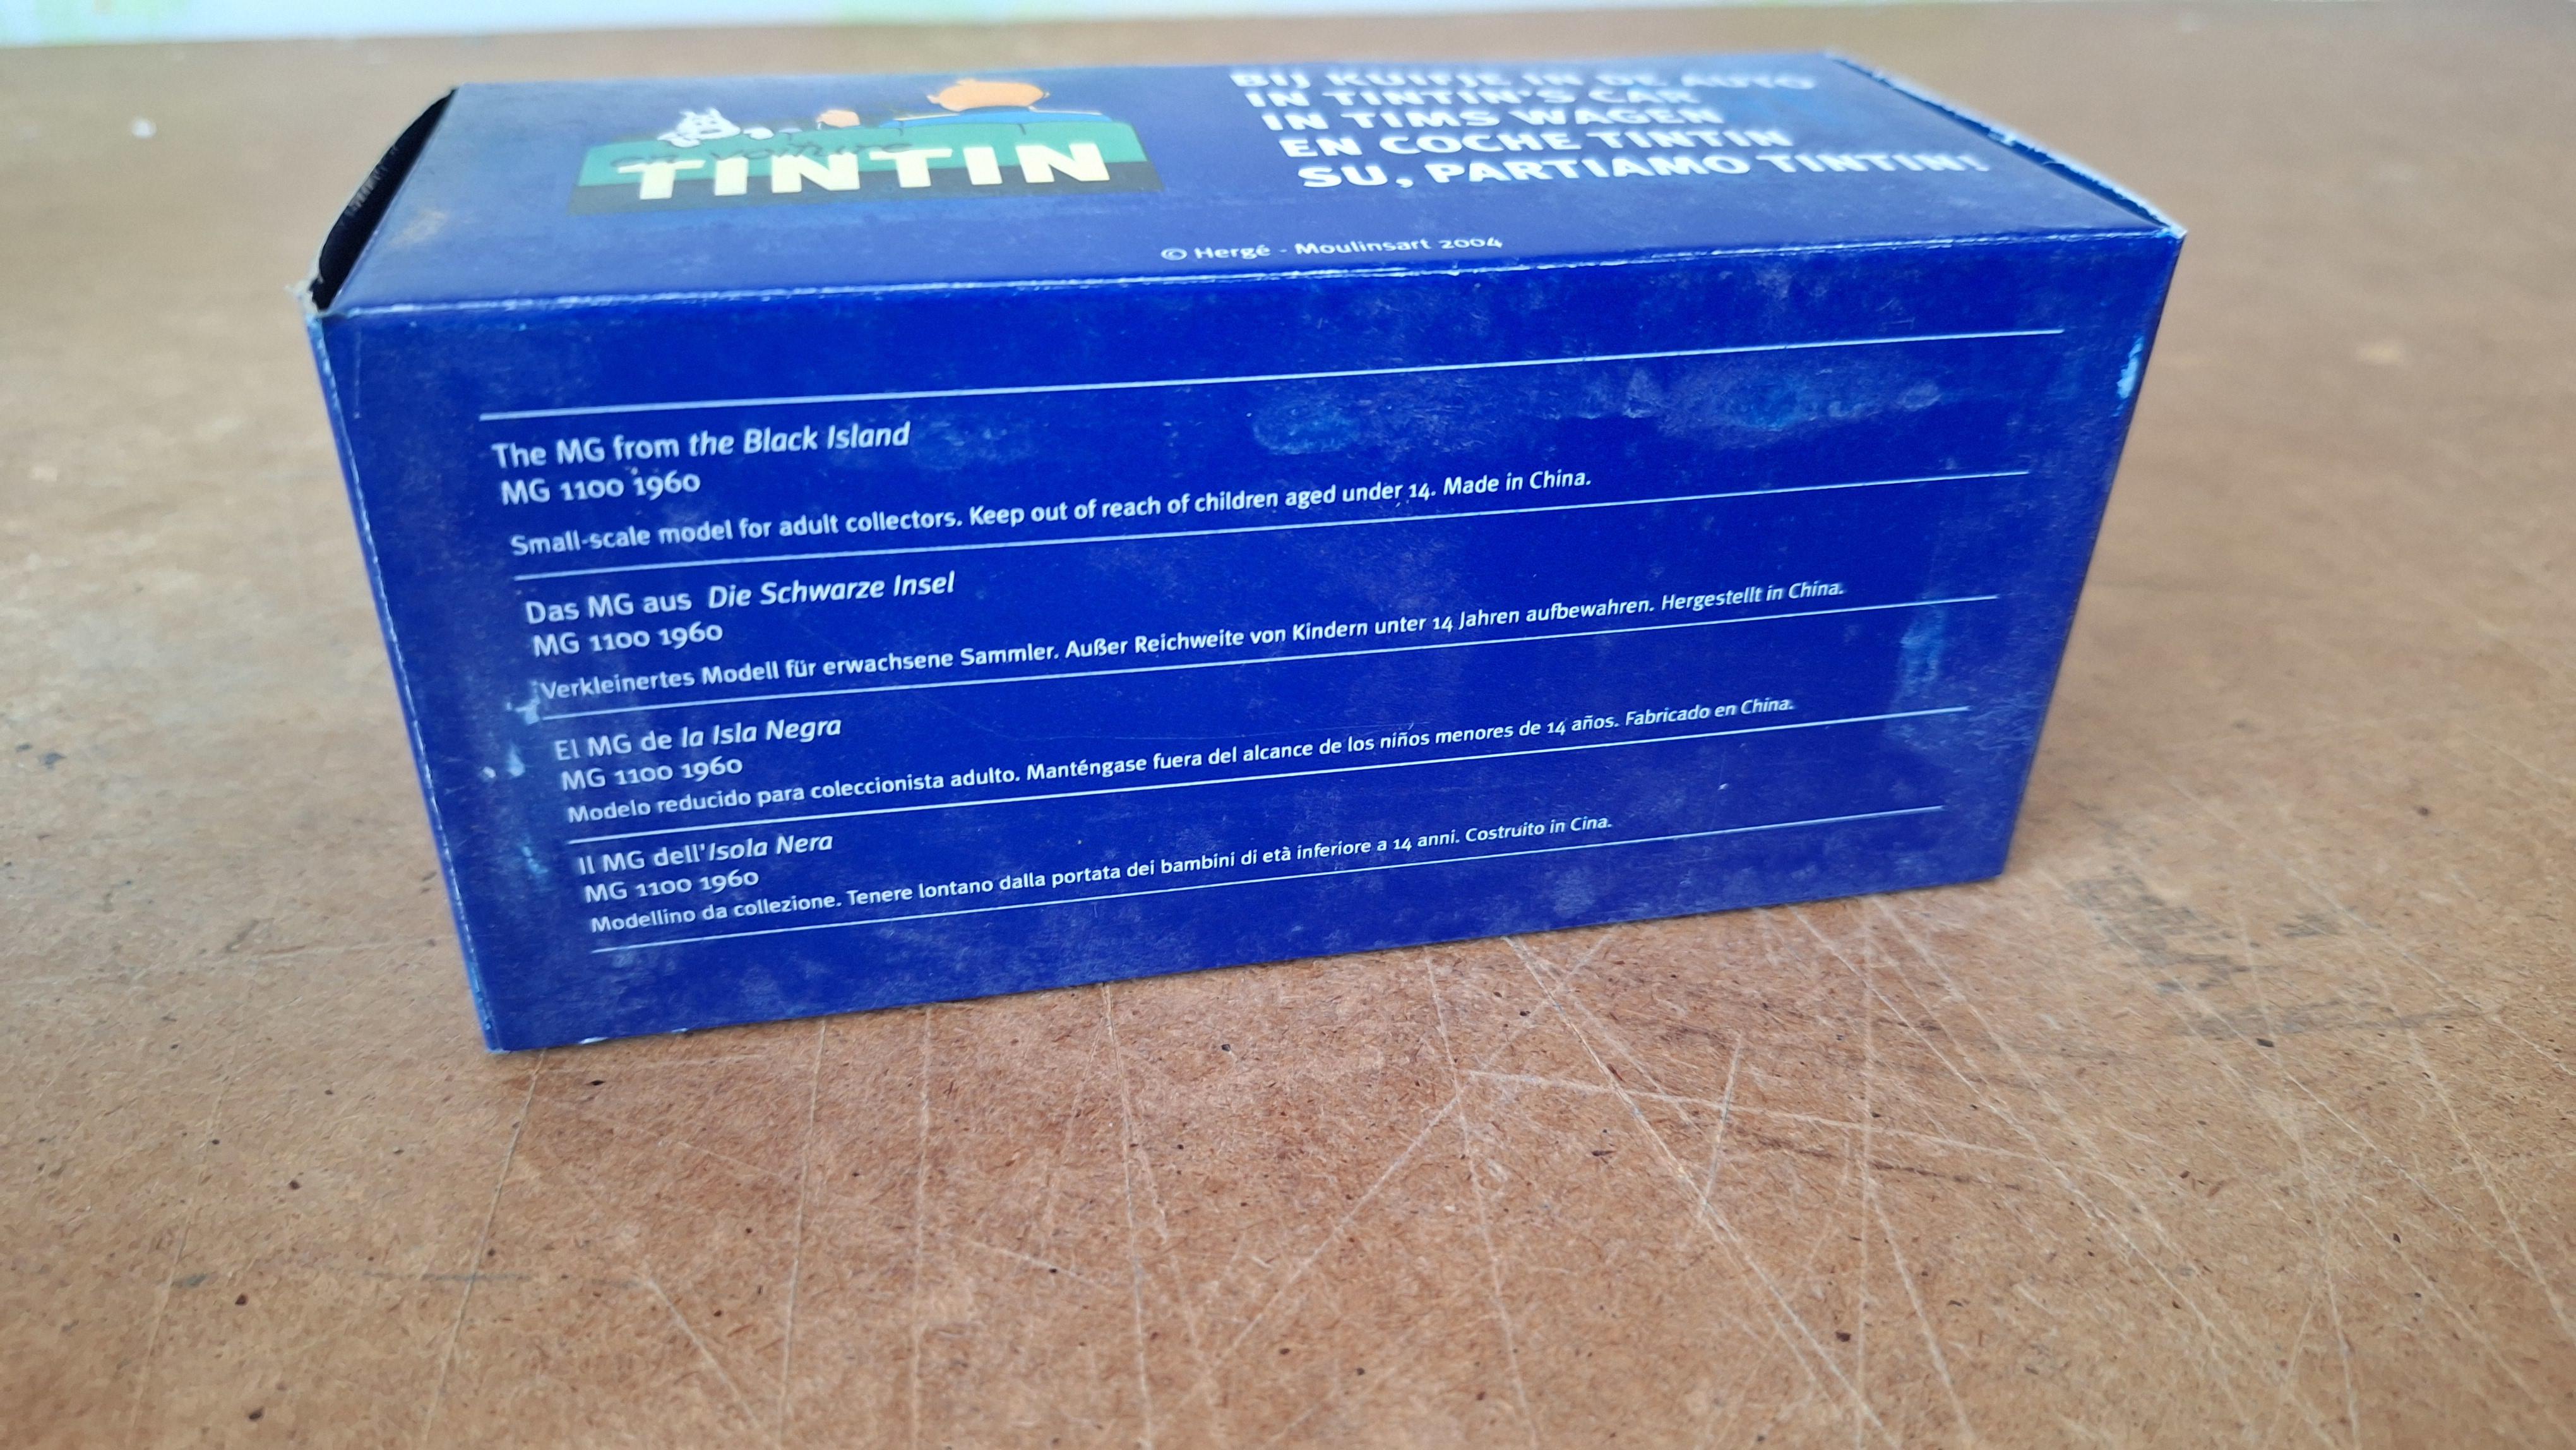 en voiture
TINTIN
BIJ KUIFJE IN DE AUTO
IN TINTIN'S CAR
IN TIMS WAGEN
EN COCHE TINTIN
SU, PARTIAMO TINTIN!
© Hergé - Moulinsart 2004
The MG from the Black Island
MG 1100 1960
Small-scale model for adult collectors. Keep out of reach of children aged under 14. Made in China.
Das MG aus Die Schwarze Insel
MG 1100 1960
Verkleinertes Modell für erwachsene Sammler. Außer Reichweite von Kindern unter 14 Jahren aufbewahren. Hergestellt in China.
El MG de la Isla Negra
MG 1100 1960
Modelo reducido para coleccionista adulto. Manténgase fuera del alcance de los niños menores de 14 años. Fabricado en China.
Il MG dell'Isola Nera
MG 1100 1960
Modellino da collezione. Tenere lontano dalla portata dei bambini di età inferiore a 14 anni. Costruito in Cina.